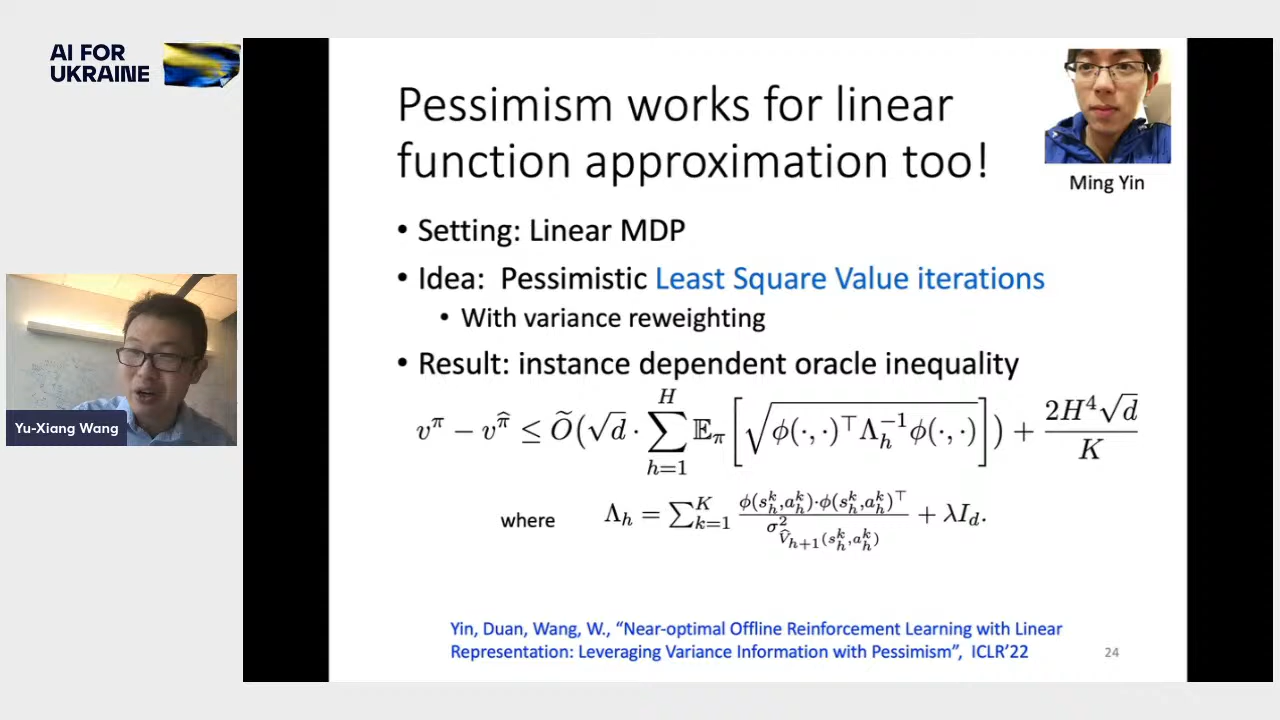 AI FOR
UKRAINE
Pessimism works for linear
function approximation too!
Ming Yin
• Setting: Linear MDP
• Idea: Pessimistic Least Square Value iterations
• With variance reweighting
• Result: instance dependent oracle inequality
v^π − v^π̂ ≤ Õ(√d · ∑_{h=1}^{H} 𝔼_π[√(ϕ(·,·)^⊤ Λ_h^{−1} ϕ(·,·))]) + 2H^4√d / K
where Λ_h = ∑_{k=1}^{K} ϕ(s_h^k,a_h^k)·ϕ(s_h^k,a_h^k)^⊤ / σ^2_{V̂_{h+1}(s_h^k,a_h^k)} + λI_d.
Yu-Xiang Wang
Yin, Duan, Wang, W., “Near-optimal Offline Reinforcement Learning with Linear
Representation: Leveraging Variance Information with Pessimism”, ICLR’22
24